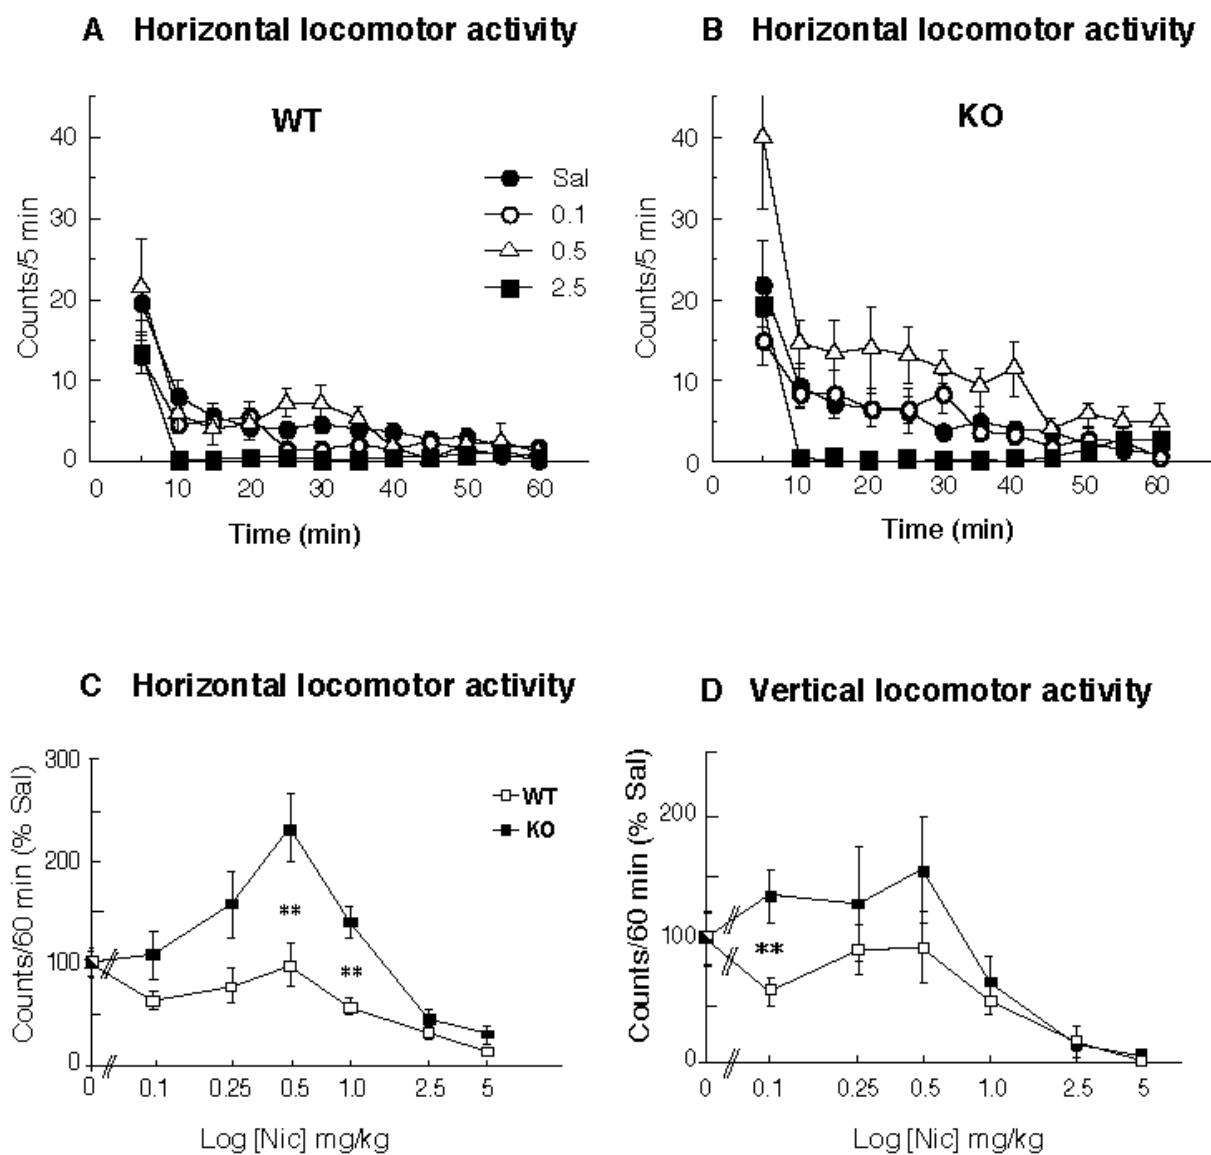 A Horizontal locomotor activity
WT
Counts/5 min
40
30
20
10
0
Sal
0.1
0.5
2.5
0 10 20 30 40 50 60
Time (min)
B Horizontal locomotor activity
KO
Counts/5 min
40
30
20
10
0
0 10 20 30 40 50 60
Time (min)
C Horizontal locomotor activity
Counts/60 min (% Sal)
300
200
100
0
WT
KO
**
**
0 // 0.1 0.25 0.5 1.0 2.5 5
Log [Nic] mg/kg
D Vertical locomotor activity
Counts/60 min (% Sal)
200
100
0
**
0 // 0.1 0.25 0.5 1.0 2.5 5
Log [Nic] mg/kg